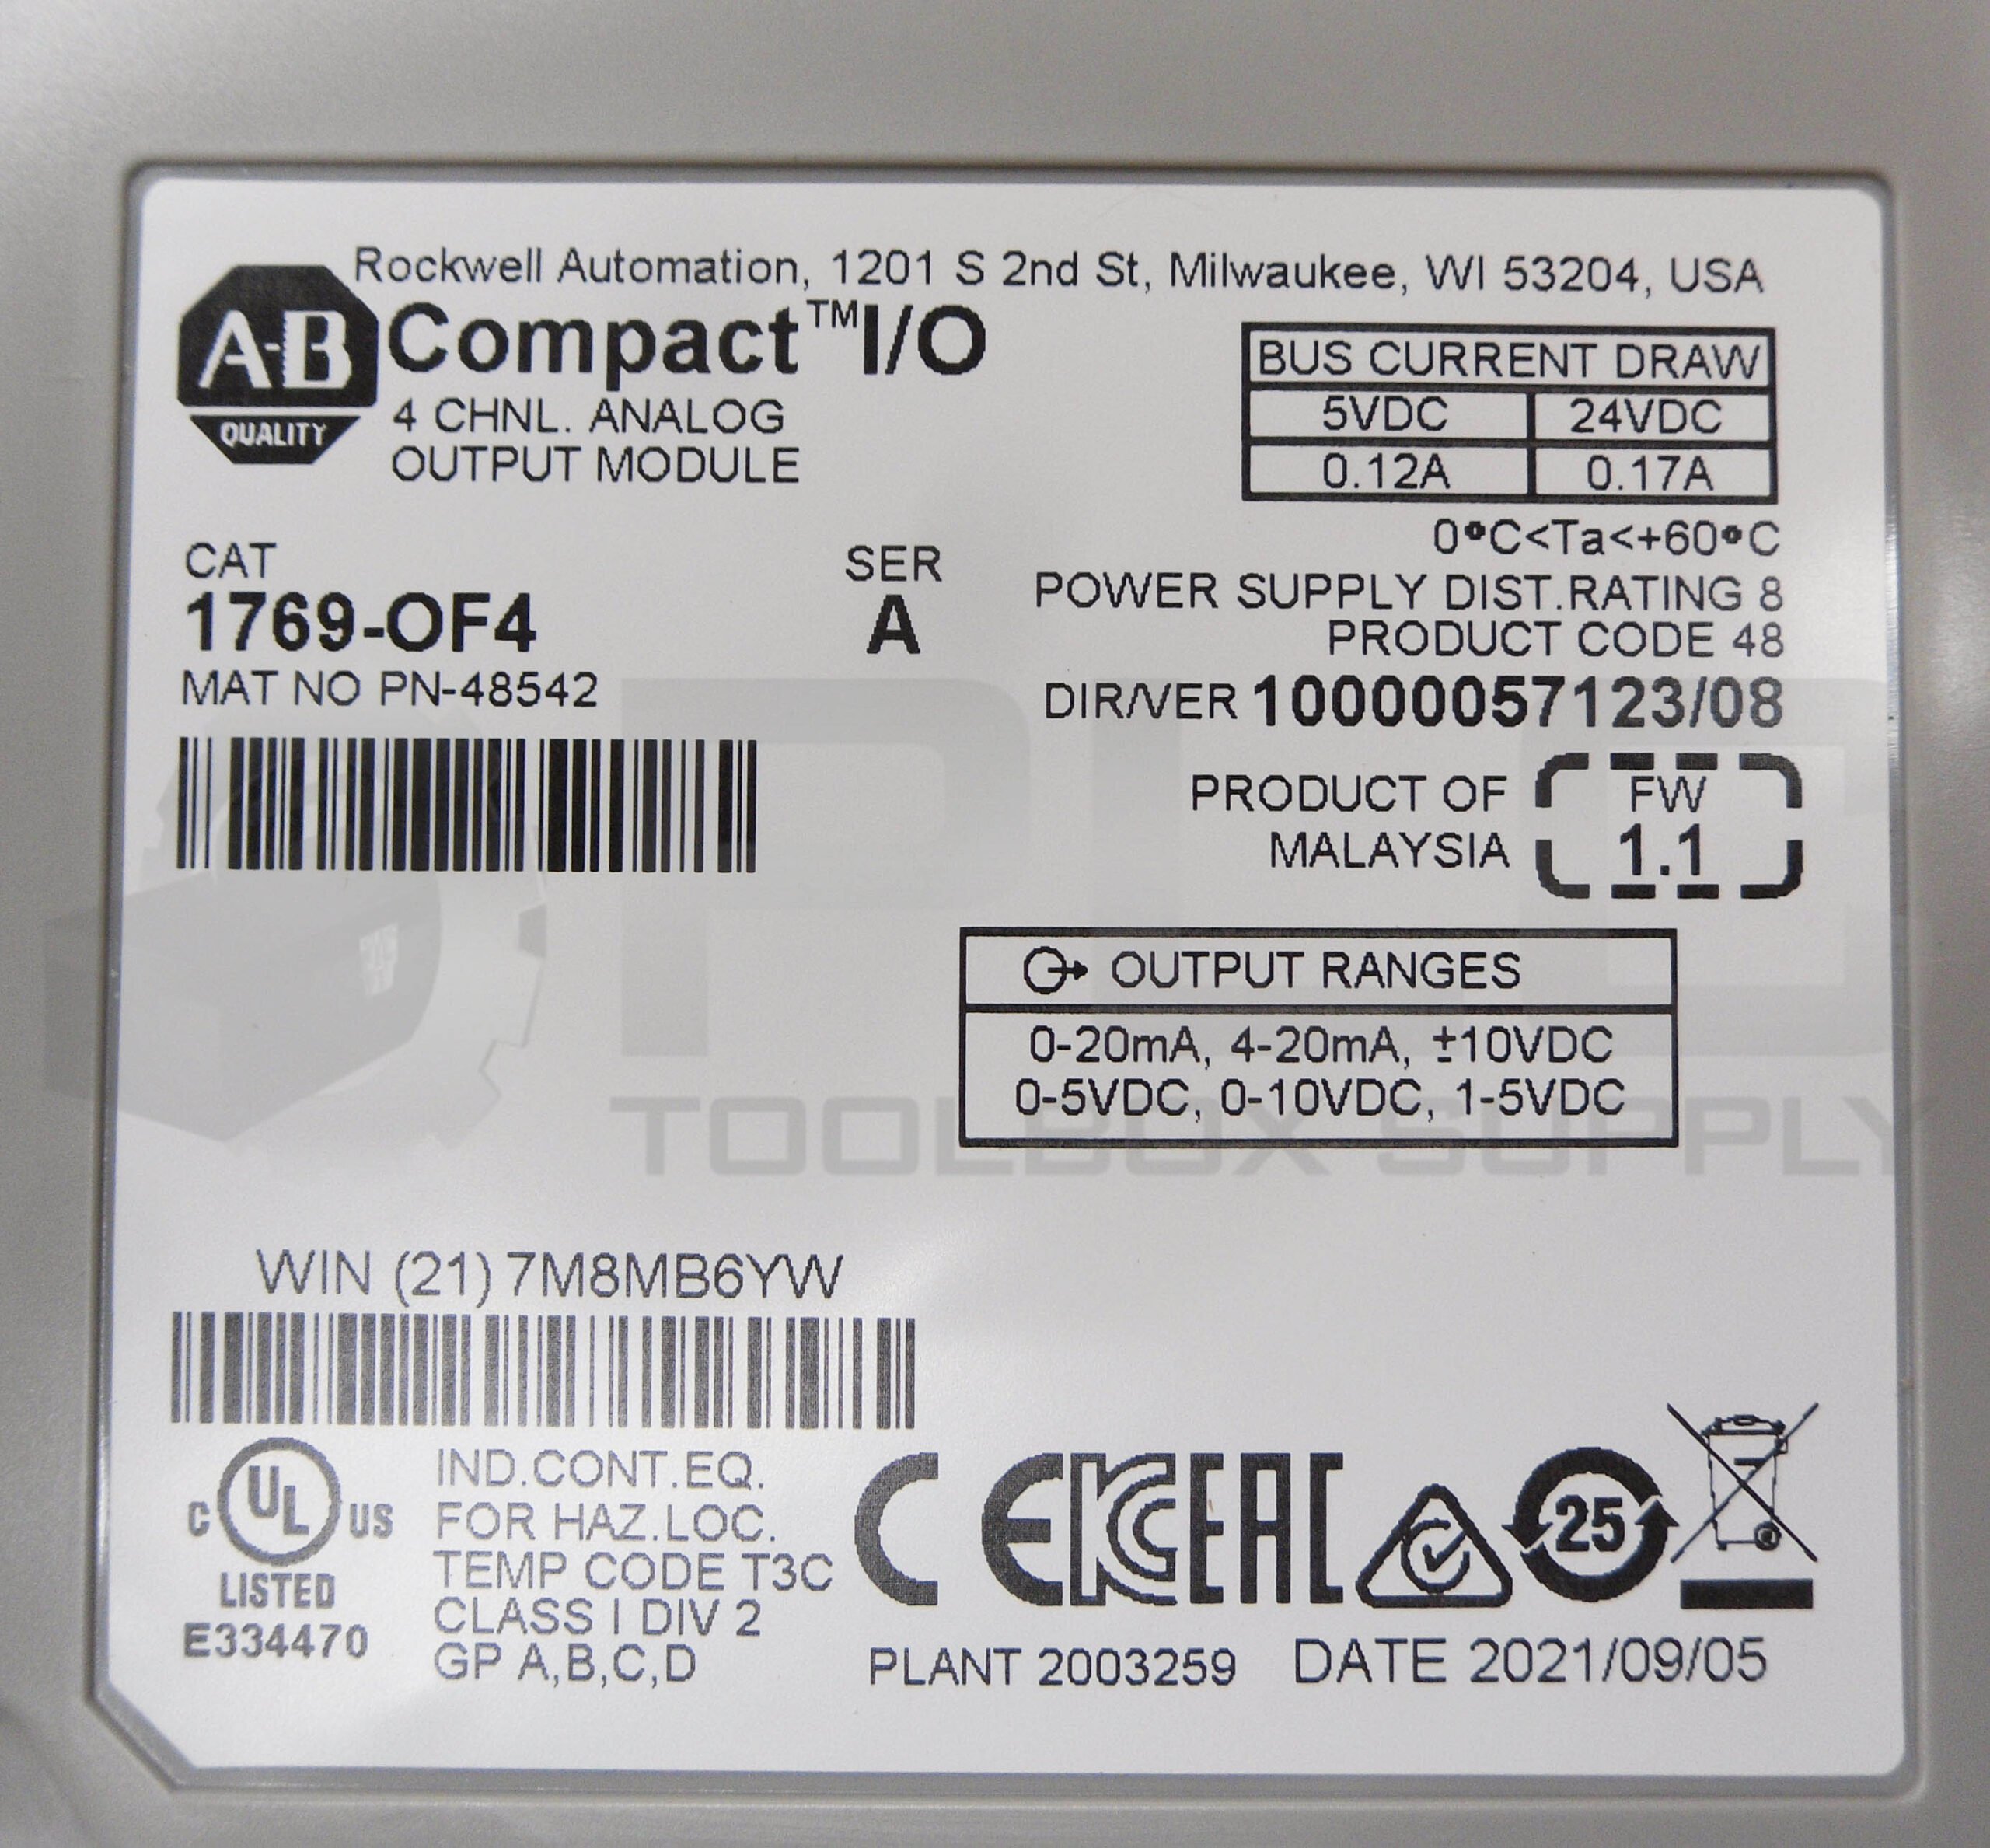 Rockwell Automation, 1201 S 2nd St, Milwaukee, WI 53204, USA
A-B
QUALITY
Compact™I/O
4 CHNL. ANALOG
OUTPUT MODULE
BUS CURRENT DRAW
5VDC 24VDC
0.12A 0.17A
0°C<Ta<+60°C
CAT
1769-OF4
SER
A
MAT NO PN-48542
POWER SUPPLY DIST.RATING 8
PRODUCT CODE 48
DIR/VER 10000057123/08
PRODUCT OF
MALAYSIA
FW
1.1
OUTPUT RANGES
0-20mA, 4-20mA, ±10VDC
0-5VDC, 0-10VDC, 1-5VDC
PLC
TOOLBOX SUPPLY
WIN (21) 7M8MB6YW
C UL US
LISTED
E334470
IND.CONT.EQ.
FOR HAZ.LOC.
TEMP CODE T3C
CLASS I DIV 2
GP A,B,C,D
CE KC EAC 25
PLANT 2003259 DATE 2021/09/05